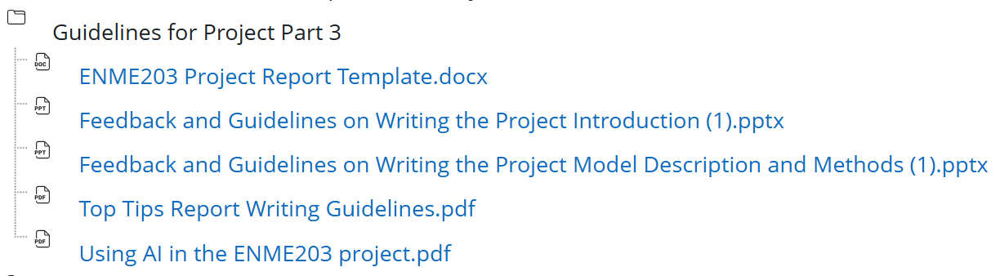 Guidelines for Project Part 3
DOC
ENME203 Project Report Template.docx
PPT
Feedback and Guidelines on Writing the Project Introduction (1).pptx
PPT
Feedback and Guidelines on Writing the Project Model Description and Methods (1).pptx
PDF
Top Tips Report Writing Guidelines.pdf
PDF
Using AI in the ENME203 project.pdf